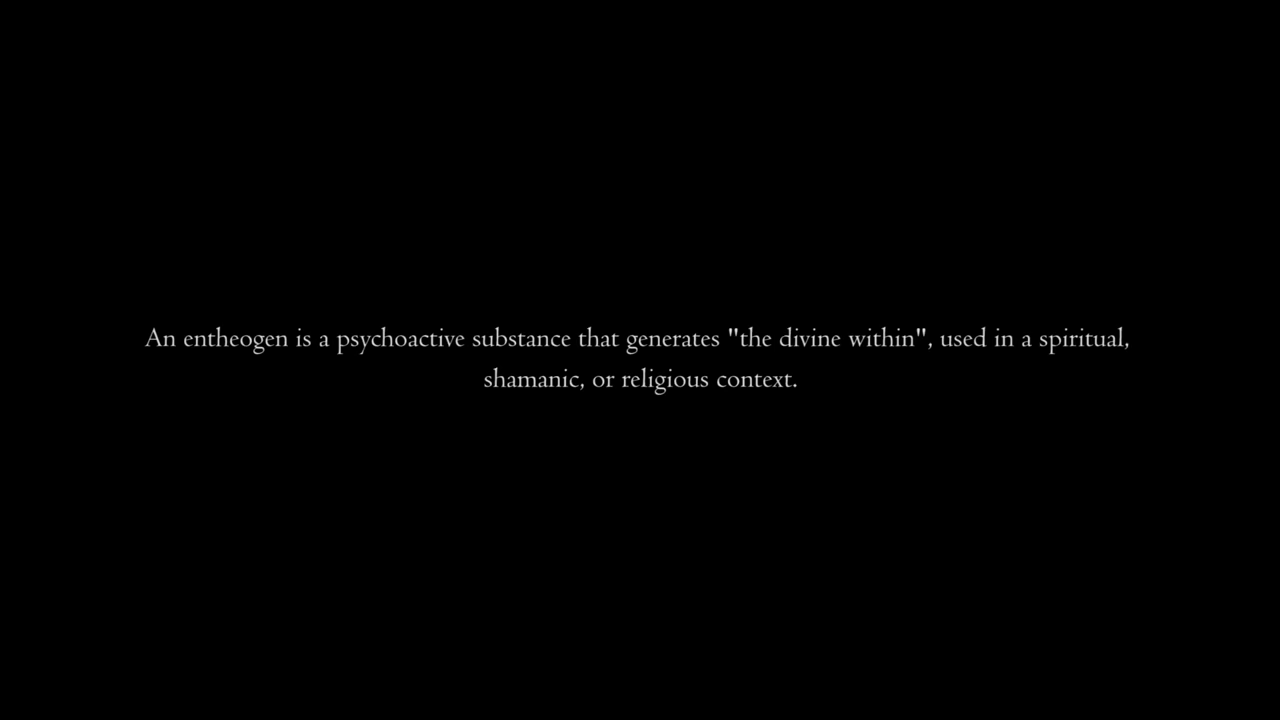 An entheogen is a psychoactive substance that generates "the divine within", used in a spiritual,
shamanic, or religious context.